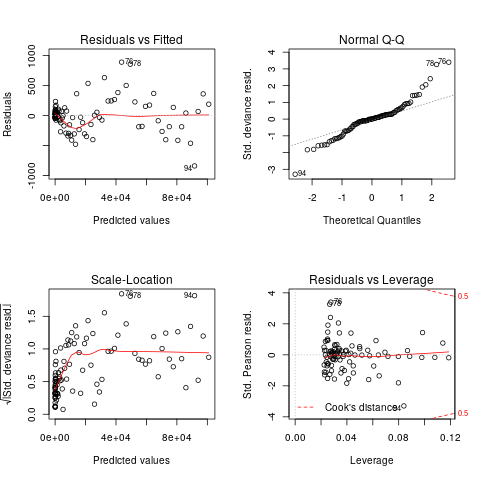 Residuals vs Fitted
Residuals
-1000
0
500
1000
76
78
94
0e+00
4e+04
8e+04
Predicted values
Normal Q-Q
Std. deviance resid.
-3
-1
0
1
2
3
4
78
76
94
-2
-1
0
1
2
Theoretical Quantiles
Scale-Location
√|Std. deviance resid.|
0.0
0.5
1.0
1.5
76
78
94
0e+00
4e+04
8e+04
Predicted values
Residuals vs Leverage
Std. Pearson resid.
-4
-2
0
2
4
76
78
94
0.5
0.5
Cook's distance
0.00
0.04
0.08
0.12
Leverage